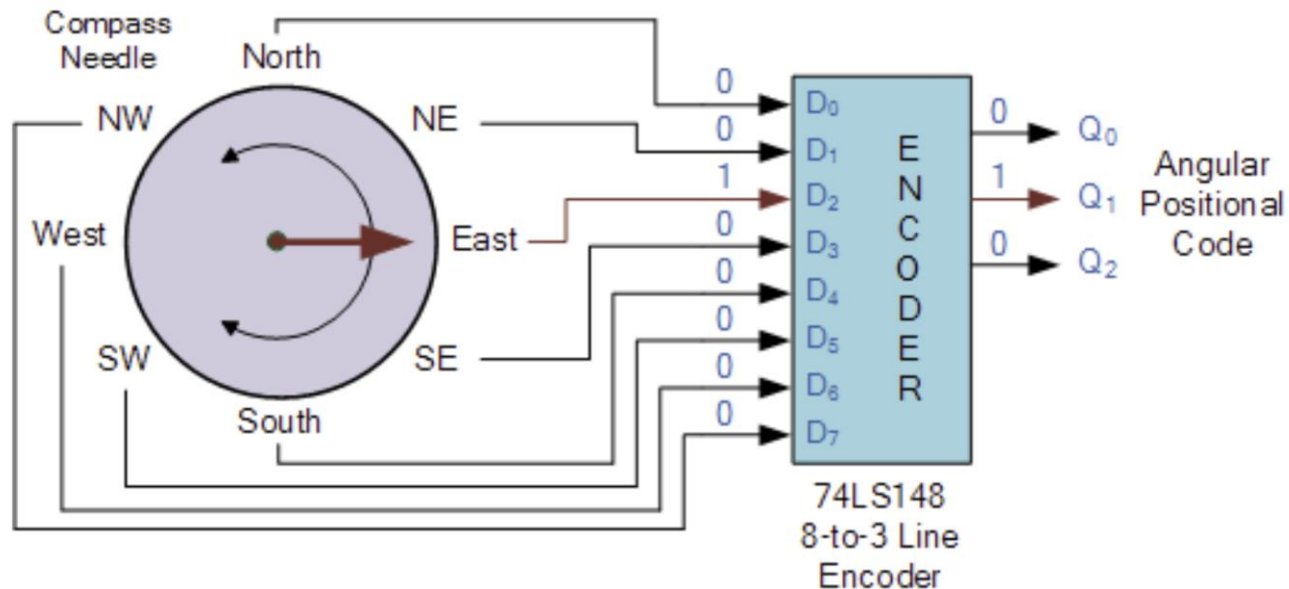 Compass
Needle
North
NW
NE
West
East
SW
SE
South
0
D0
0
D1
1
D2
0
D3
0
D4
0
D5
0
D6
0
D7
E
N
C
O
D
E
R
0
Q0
1
Q1
0
Q2
Angular
Positional
Code
74LS148
8-to-3 Line
Encoder